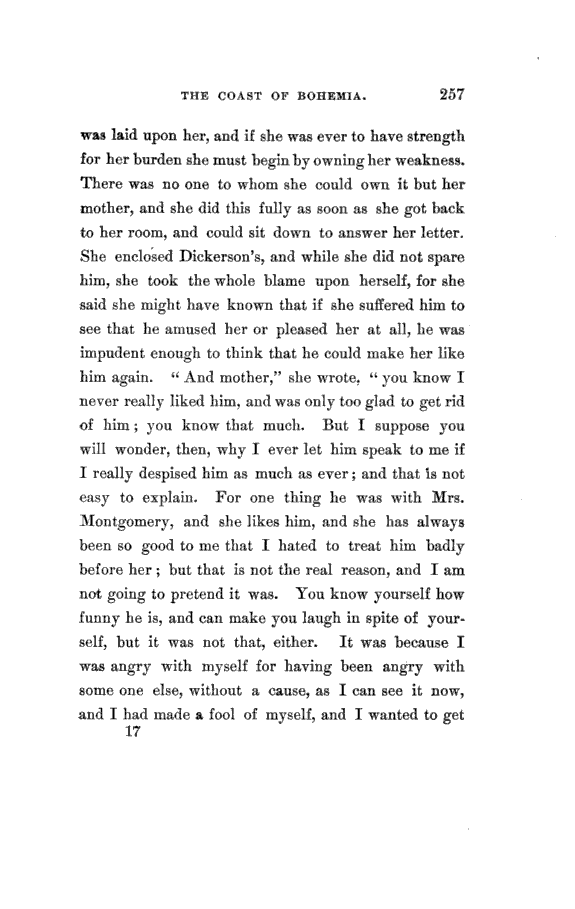 THE COAST OF BOHEMIA. 257
was laid upon her, and if she was ever to have strength
for her burden she must begin by owning her weakness.
There was no one to whom she could own it but her
mother, and she did this fully as soon as she got back
to her room, and could sit down to answer her letter.
She enclosed Dickerson's, and while she did not spare
him, she took the whole blame upon herself, for she
said she might have known that if she suffered him to
see that he amused her or pleased her at all, he was
impudent enough to think that he could make her like
him again. “ And mother,” she wrote, “ you know I
never really liked him, and was only too glad to get rid
of him ; you know that much. But I suppose you
will wonder, then, why I ever let him speak to me if
I really despised him as much as ever ; and that is not
easy to explain. For one thing he was with Mrs.
Montgomery, and she likes him, and she has always
been so good to me that I hated to treat him badly
before her ; but that is not the real reason, and I am
not going to pretend it was. You know yourself how
funny he is, and can make you laugh in spite of your-
self, but it was not that, either. It was because I
was angry with myself for having been angry with
some one else, without a cause, as I can see it now,
and I had made a fool of myself, and I wanted to get
17